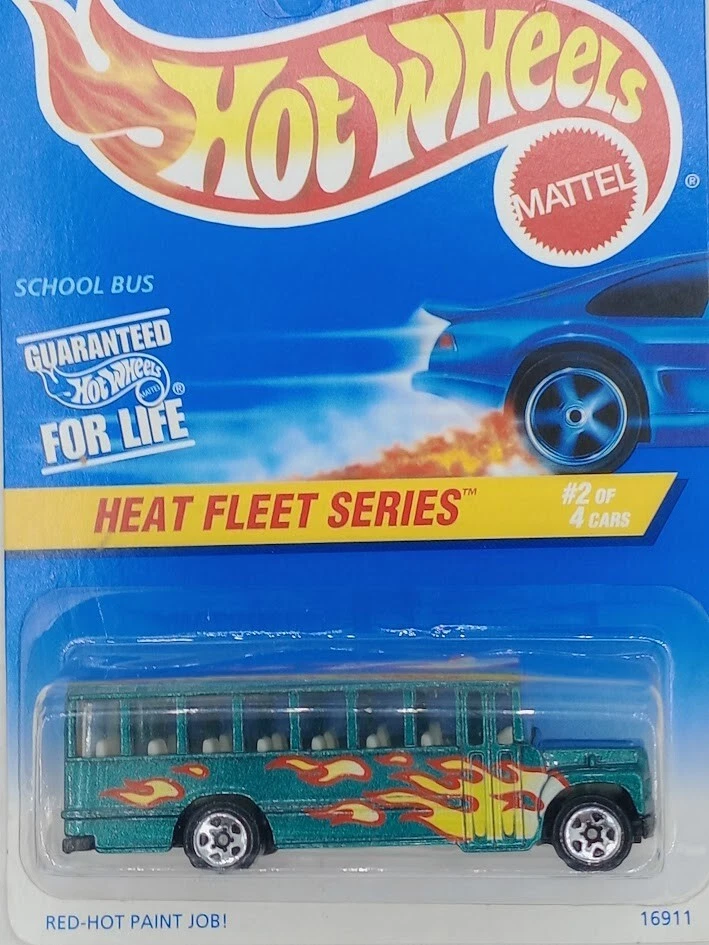 HOT WHEELS
MATTEL
®
SCHOOL BUS
GUARANTEED
HOT WHEELS
MATTEL
®
FOR LIFE
HEAT FLEET SERIES™
#2 OF
4 CARS
RED-HOT PAINT JOB!
16911